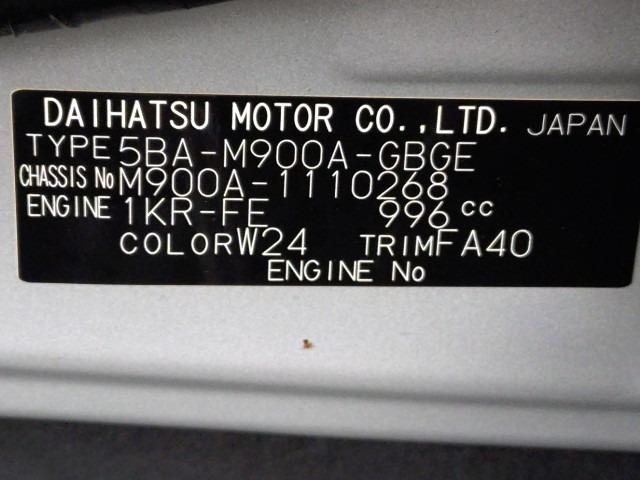 DAIHATSU MOTOR CO.,LTD. JAPAN
TYPE 5BA-M900A-GBGE
CHASSIS No M900A-1110268
ENGINE 1KR-FE 996 cc
COLOR W24 TRIM FA40
ENGINE No